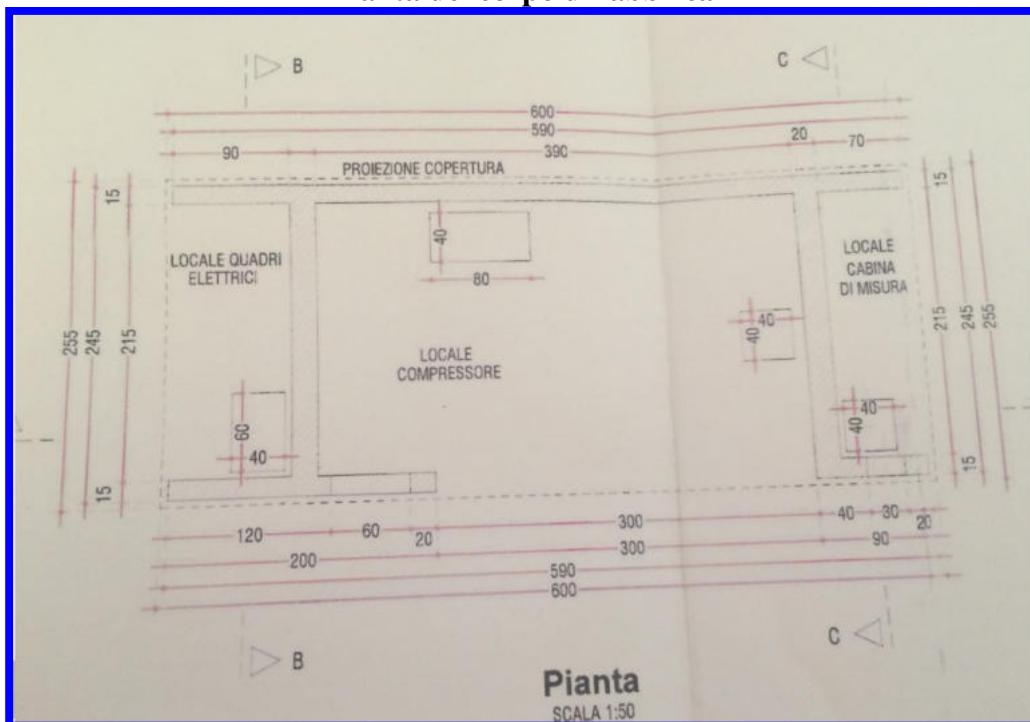 B
C
600
590
90
390
20
70
PROIEZIONE COPERTURA
255
245
15
215
15
LOCALE QUADRI
ELETTRICI
40
80
LOCALE
COMPRESSORE
40
40
LOCALE
CABINA
DI MISURA
15
215
245
255
15
60
40
40
40
120
60
20
300
40
30
20
200
300
90
590
600
B
C
Pianta
SCALA 1:50